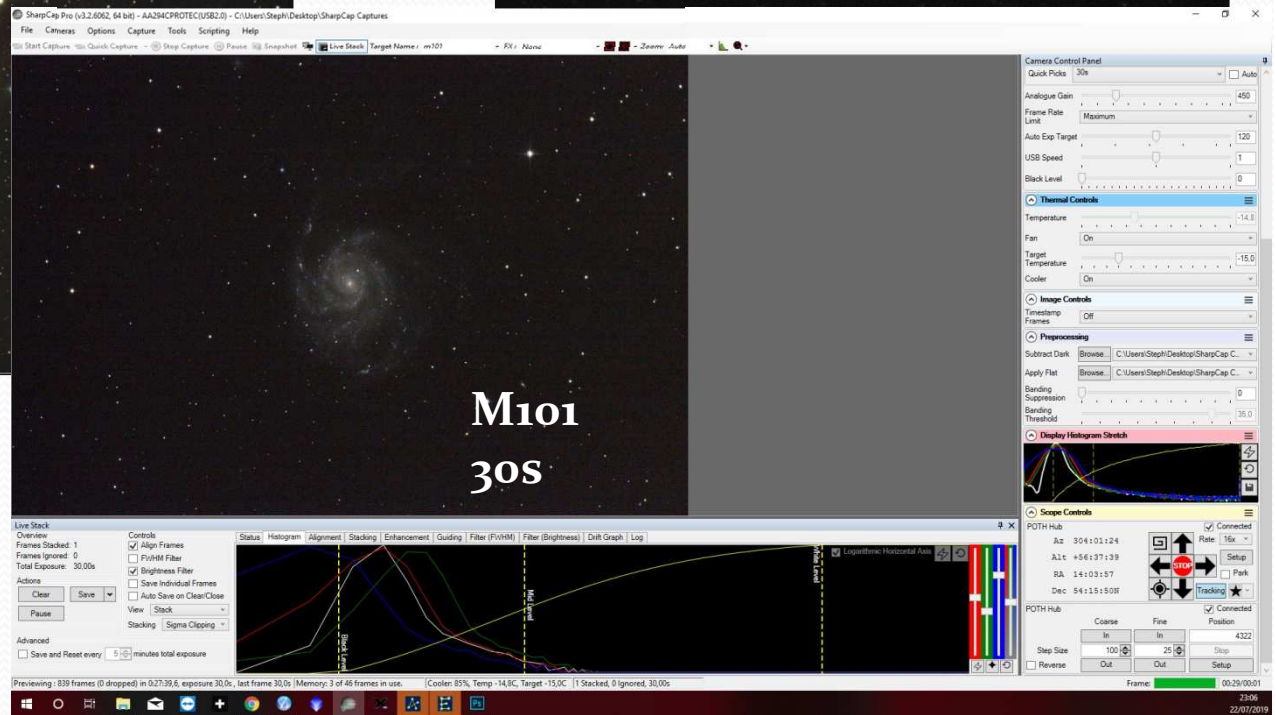 SharpCap Pro (v3.2.6062, 64 bit) - AA294CPROTEC(USB2.0) - C:\Users\Steph\Desktop\SharpCap Captures
File Cameras Options Capture Tools Scripting Help
Start Capture Quick Capture - Stop Capture Pause Snapshot Live Stack Target Name: m101 - FX: None - Zoom: Auto
Camera Control Panel
Quick Picks 30s Auto
Analogue Gain 450
Frame Rate Limit Maximum
Auto Exp Target 120
USB Speed 1
Black Level 0
Thermal Controls
Temperature -14,8
Fan On
Target Temperature -15,0
Cooler On
Image Controls
Timestamp Frames Off
Preprocessing
Subtract Dark Browse... C:\Users\Steph\Desktop\SharpCap C...
Apply Flat Browse... C:\Users\Steph\Desktop\SharpCap C...
Banding Suppression 0
Banding Threshold 35,0
Display Histogram Stretch
Scope Controls
POTH Hub Connected
Az 304:01:24 Rate: 16x
Alt +56:37:39 Setup
RA 14:03:57 STOP Park
Dec 54:15:50N Tracking
POTH Hub Connected
Coarse Fine Position
In In 4322
Step Size 100 25 Stop
Reverse Out Out Setup
M101
30s
Live Stack
Overview
Frames Stacked: 1
Frames Ignored: 0
Total Exposure: 30,00s
Actions
Clear Save
Pause
Advanced
Save and Reset every 5 minutes total exposure
Controls
Align Frames
FWHM Filter
Brightness Filter
Save Individual Frames
Auto Save on Clear/Close
View Stack
Stacking Sigma Clipping
Status Histogram Alignment Stacking Enhancement Guiding Filter (FWHM) Filter (Brightness) Drift Graph Log
Logarithmic Horizontal Axis
Black Level
Mid Level
White Level
Previewing : 839 frames (0 dropped) in 0:27:39,6, exposure 30,0s , last frame 30,0s Memory: 3 of 46 frames in use. Cooler: 85%, Temp -14,8C, Target -15,0C 1 Stacked, 0 Ignored, 30,00s Frame: 00:29/00:01
Ps
23:06
22/07/2019